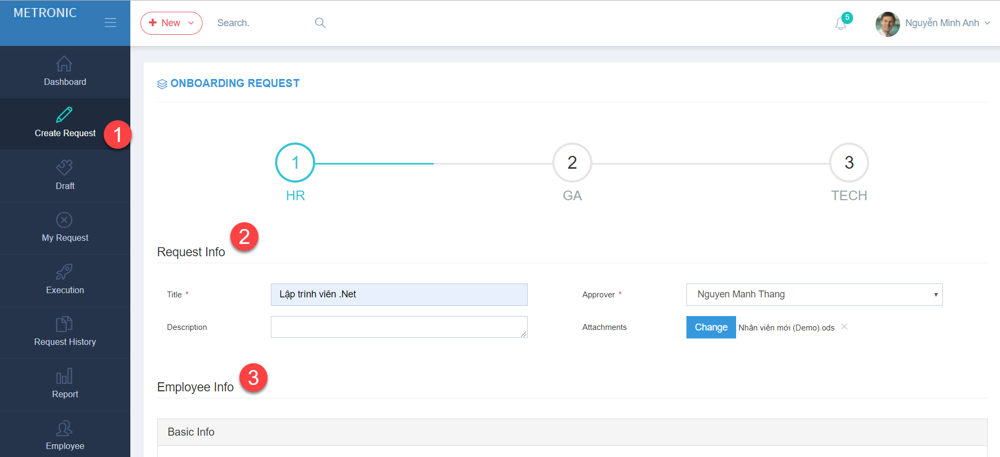 METRONIC
New
Search.
5
Nguyễn Minh Anh
Dashboard
Create Request
1
Draft
My Request
Execution
Request History
Report
Employee
ONBOARDING REQUEST
1
2
3
HR
GA
TECH
2
Request Info
Title *
Lập trình viên .Net
Approver *
Nguyen Manh Thang
Description
Attachments
Change
Nhân viên mới (Demo).ods
3
Employee Info
Basic Info